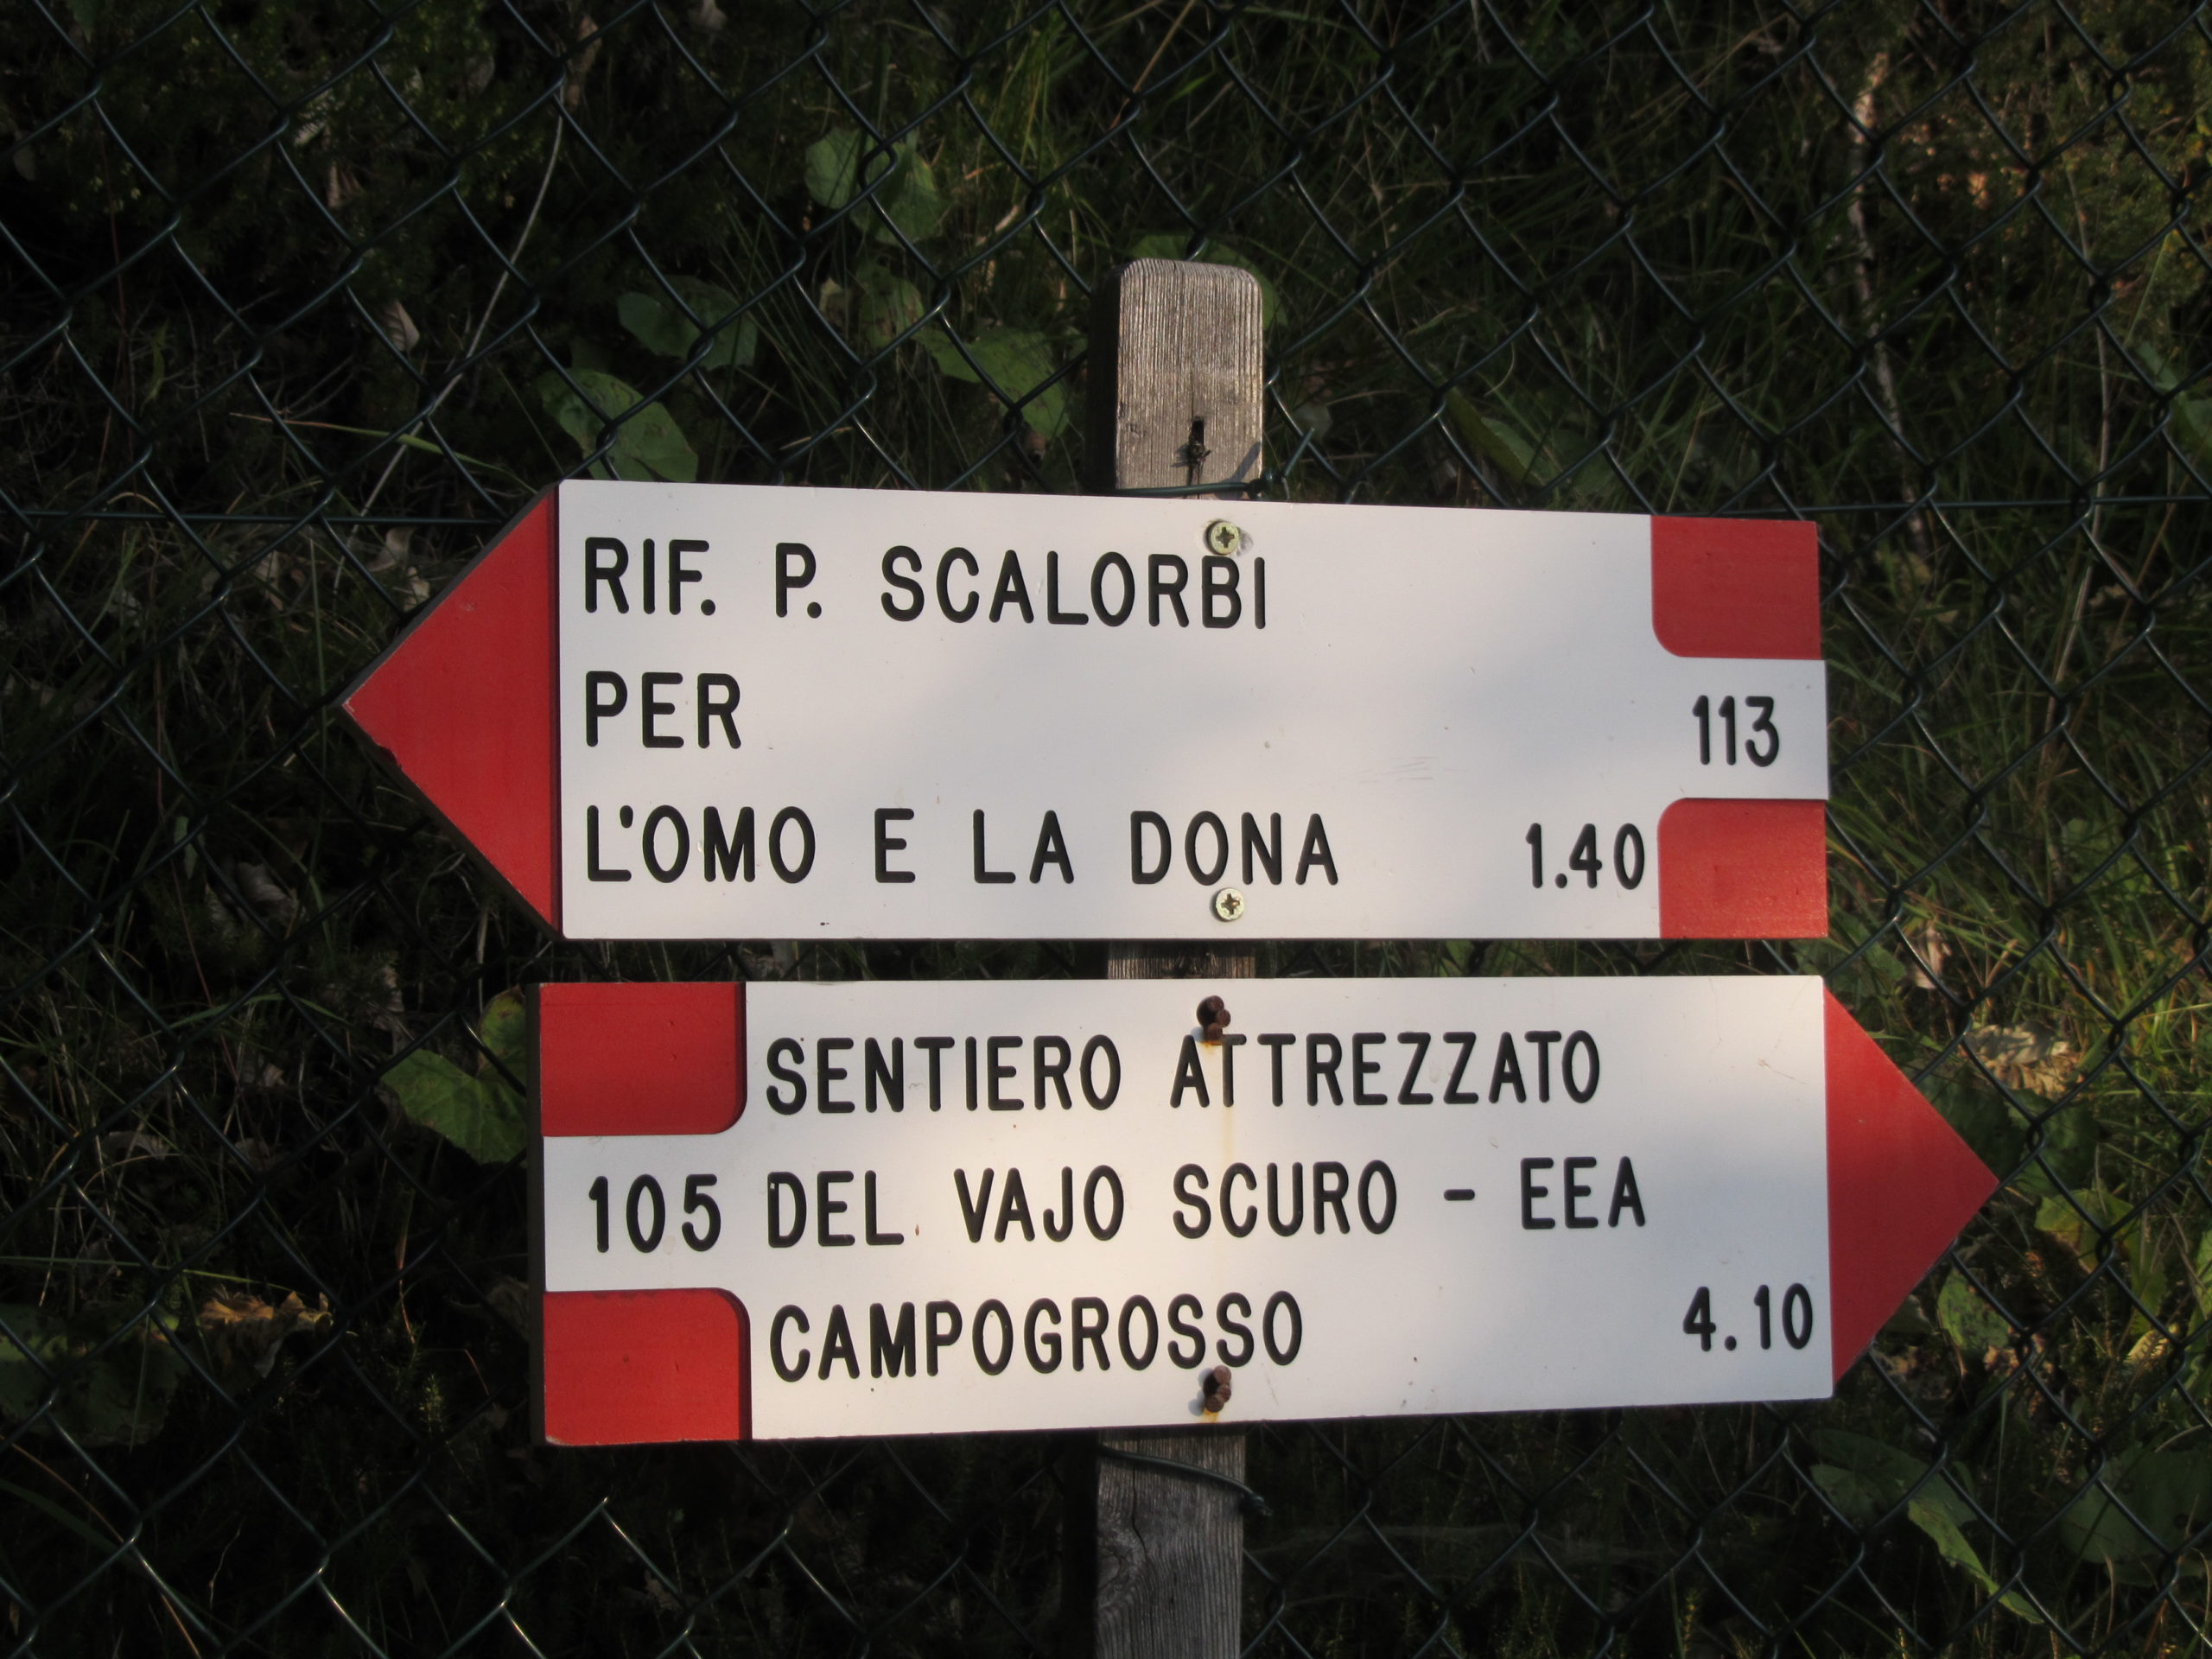 RIF. P. SCALORBI
PER
113
L'OMO E LA DONA 1.40
SENTIERO ATTREZZATO
105 DEL VAJO SCURO - EEA
CAMPOGROSSO 4.10